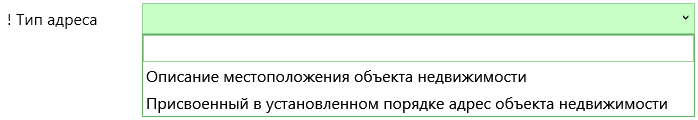 ! Тип адреса
Описание местоположения объекта недвижимости
Присвоенный в установленном порядке адрес объекта недвижимости